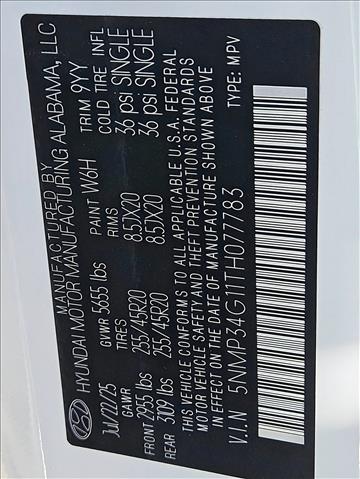 MANUFACTURED BY
HYUNDAI MOTOR MANUFACTURING ALABAMA, LLC
Jul/22/25 GVWR 5655 lbs PAINT W6H TRIM 9YY
GAWR TIRES RIMS COLD TIRE INFL
FRONT 2955 lbs 255/45R20 8.5JX20 36 psi SINGLE
REAR 3109 lbs 255/45R20 8.5JX20 36 psi SINGLE
THIS VEHICLE CONFORMS TO ALL APPLICABLE U.S.A. FEDERAL
MOTOR VEHICLE SAFETY AND THEFT PREVENTION STANDARDS
IN EFFECT ON THE DATE OF MANUFACTURE SHOWN ABOVE.
V.I.N 5NMP34G11TH077783 TYPE: MPV